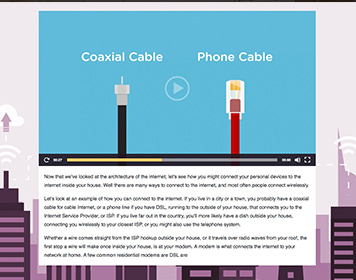 Coaxial Cable Phone Cable
00:27 00:00
Now that we've looked at the architecture of the internet, let's see how you might connect your personal devices to the
internet inside your house. Well there are many ways to connect to the internet, and most often people connect wirelessly.
Let's look at an example of how you can connect to the internet. If you live in a city or a town, you probably have a coaxial
cable for cable Internet, or a phone line if you have DSL, running to the outside of your house, that connects you to the
Internet Service Provider, or ISP. If you live far out in the country, you'll more likely have a dish outside your house,
connecting you wirelessly to your closest ISP, or you might also use the telephone system.
Whether a wire comes straight from the ISP hookup outside your house, or it travels over radio waves from your roof, the
first stop a wire will make once inside your house, is at your modem. A modem is what connects the internet to your
network at home. A few common residential modems are DSL are